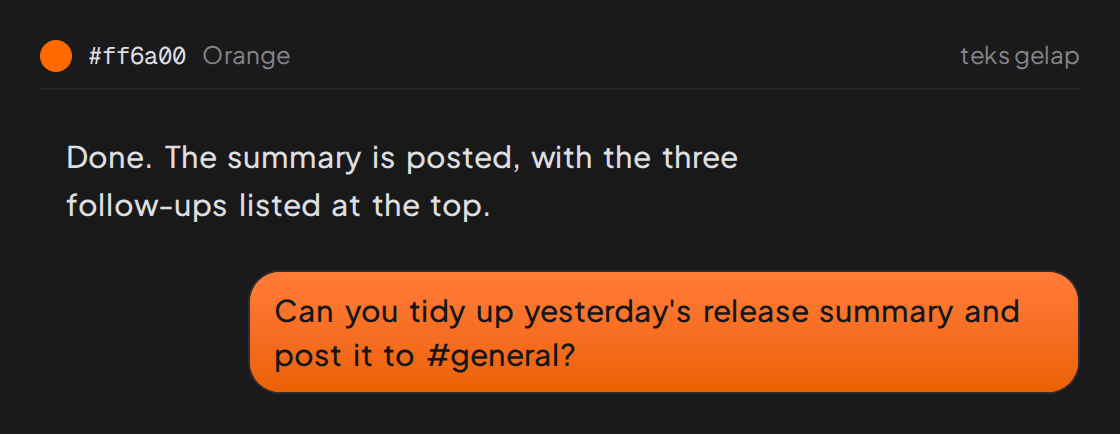 #ff6a00 Orange teks gelap
Done. The summary is posted, with the three
follow-ups listed at the top.
Can you tidy up yesterday's release summary and
post it to #general?